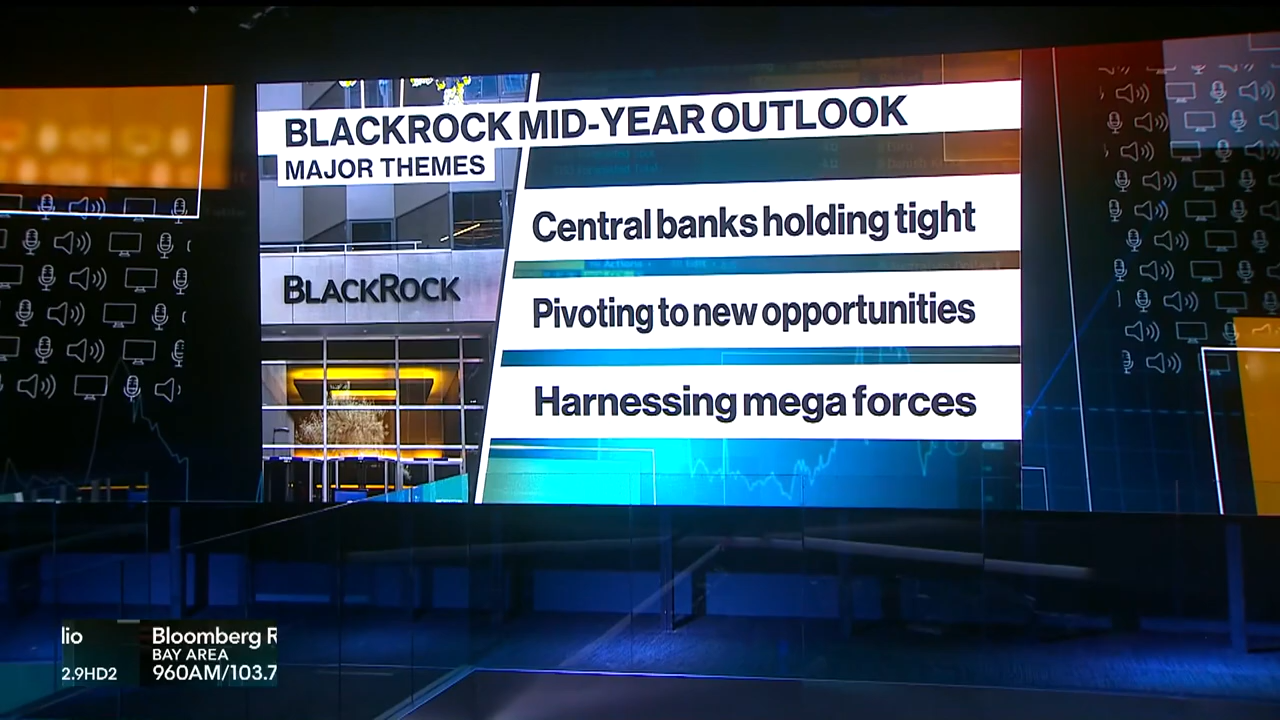 BLACKROCK MID-YEAR OUTLOOK
MAJOR THEMES
Central banks holding tight
BLACKROCK
Pivoting to new opportunities
Harnessing mega forces
lio
Bloomberg R
BAY AREA
2.9HD2
960AM/103.7